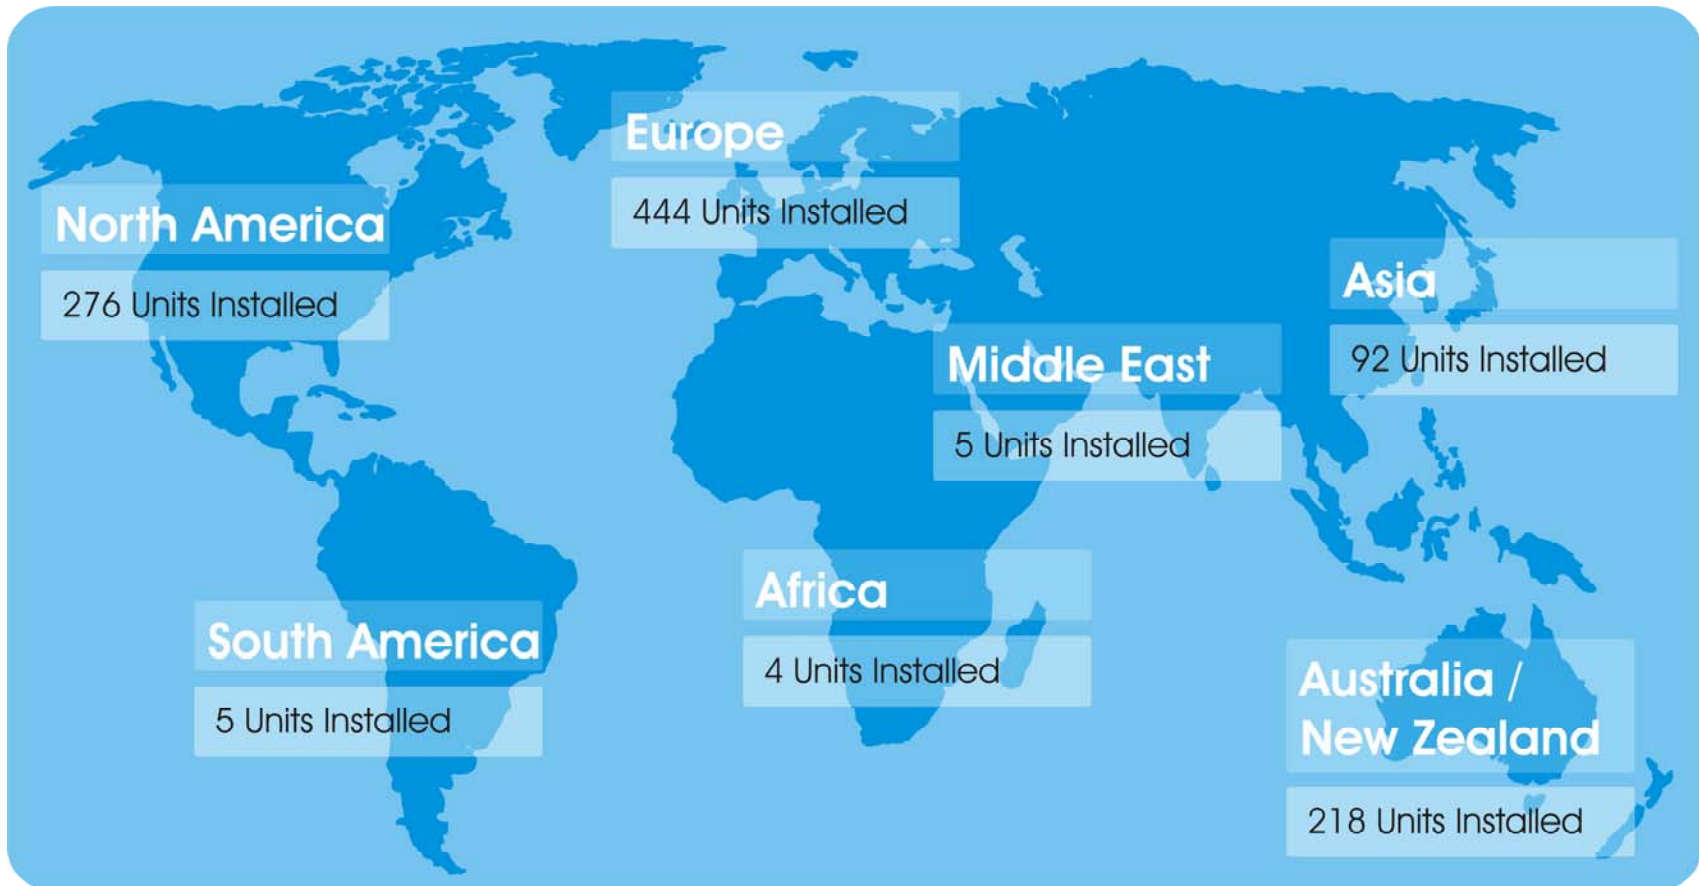 Europe
444 Units Installed
North America
276 Units Installed
Asia
92 Units Installed
Middle East
5 Units Installed
Africa
4 Units Installed
South America
5 Units Installed
Australia /
New Zealand
218 Units Installed